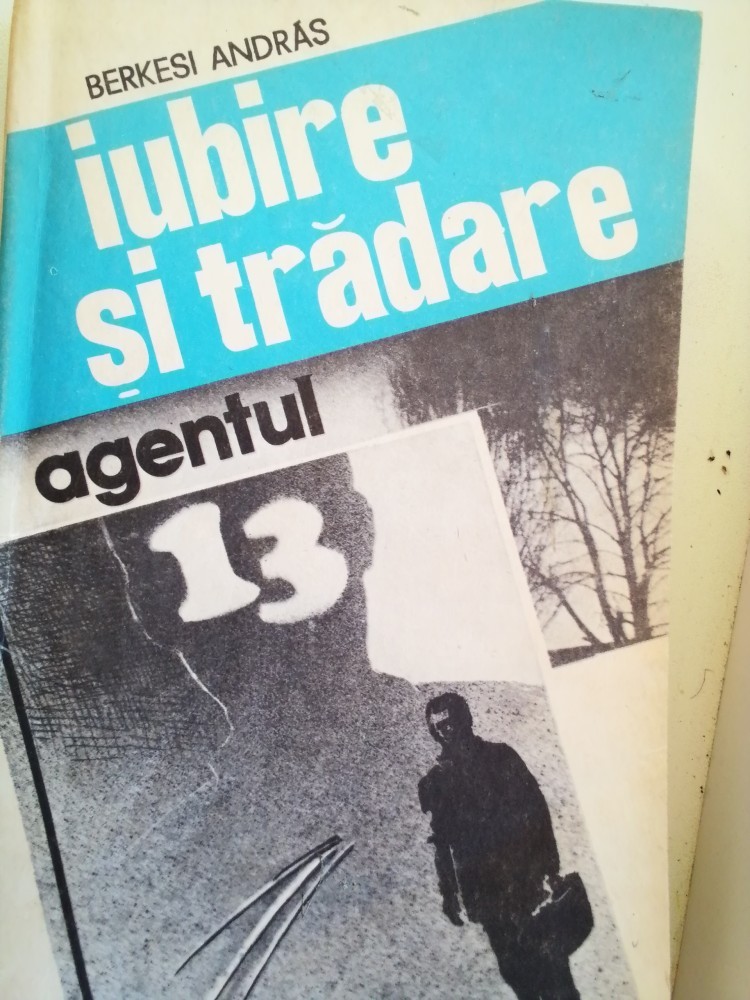 BERKESI ANDRÁS
iubire
și trădare
agentul
13